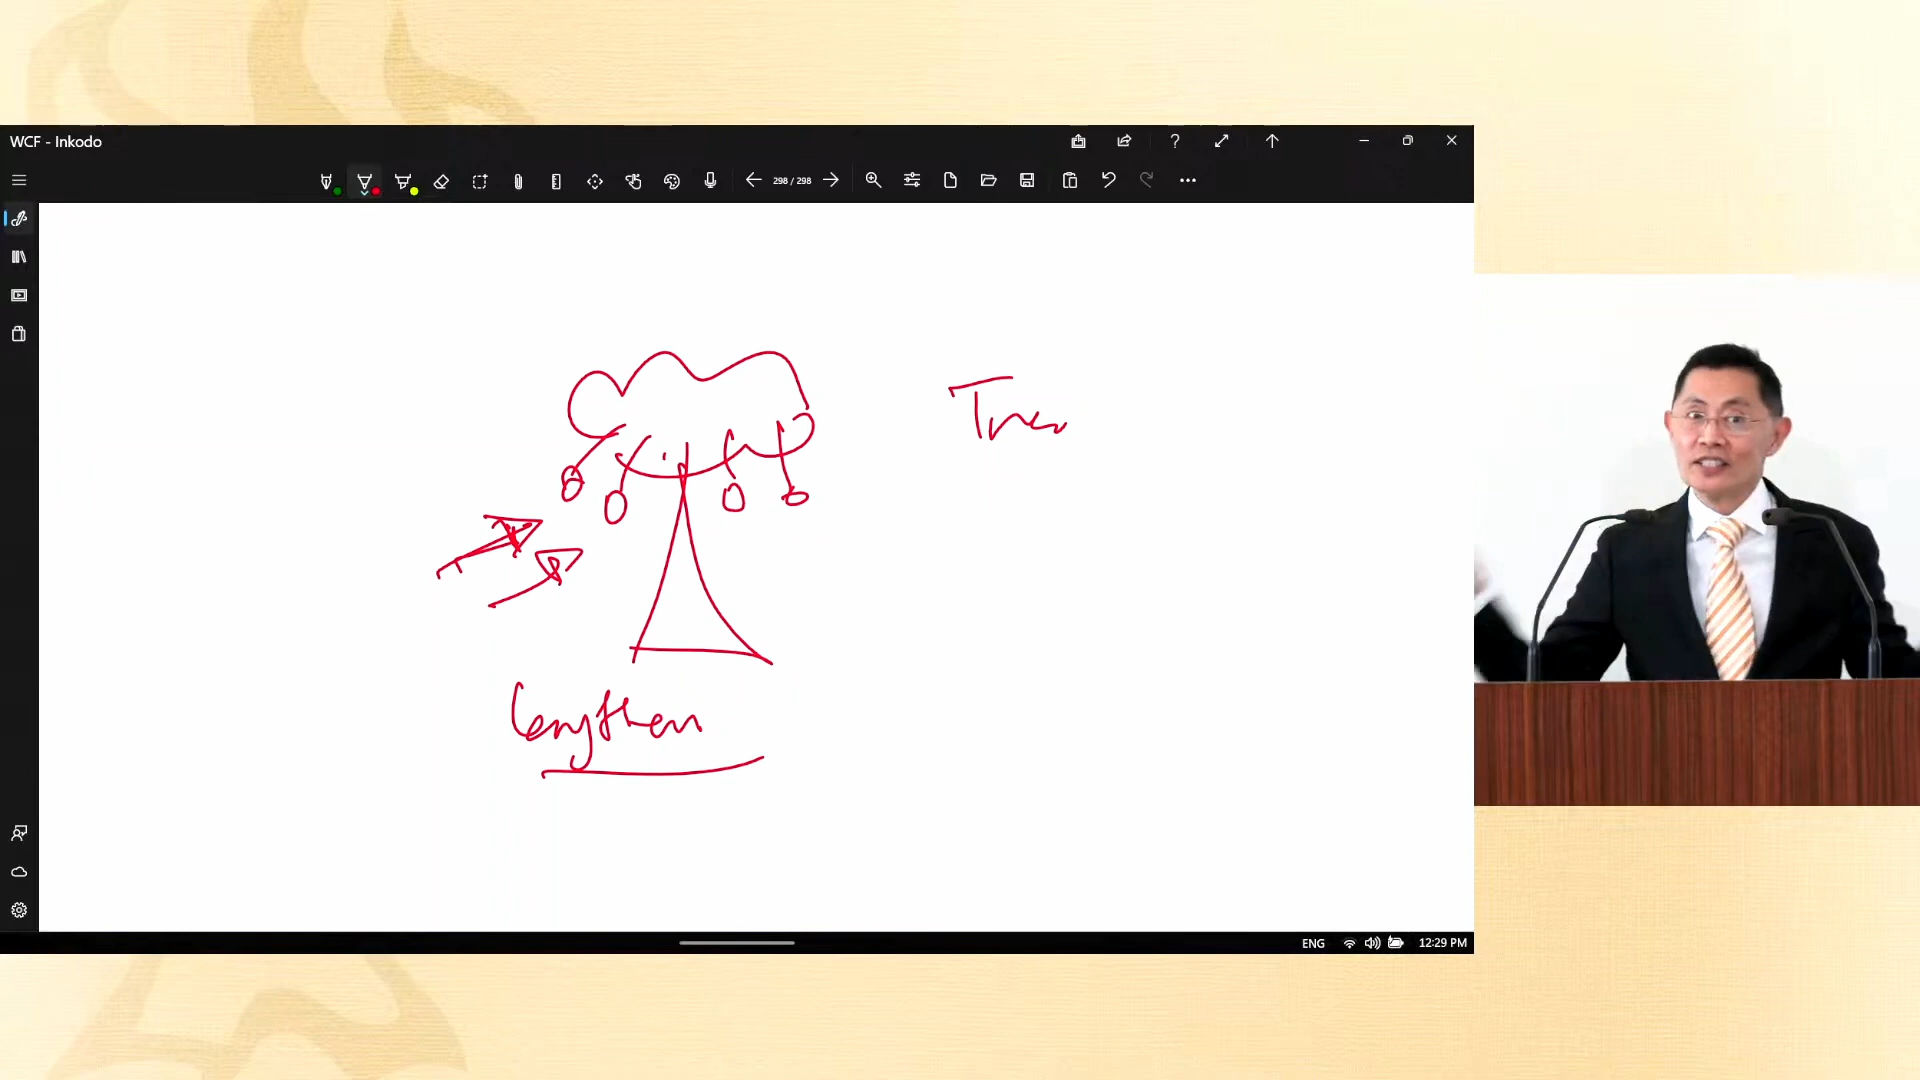 WCF - Inkodo
298 / 298
Tree
lengthen
ENG
12:29 PM